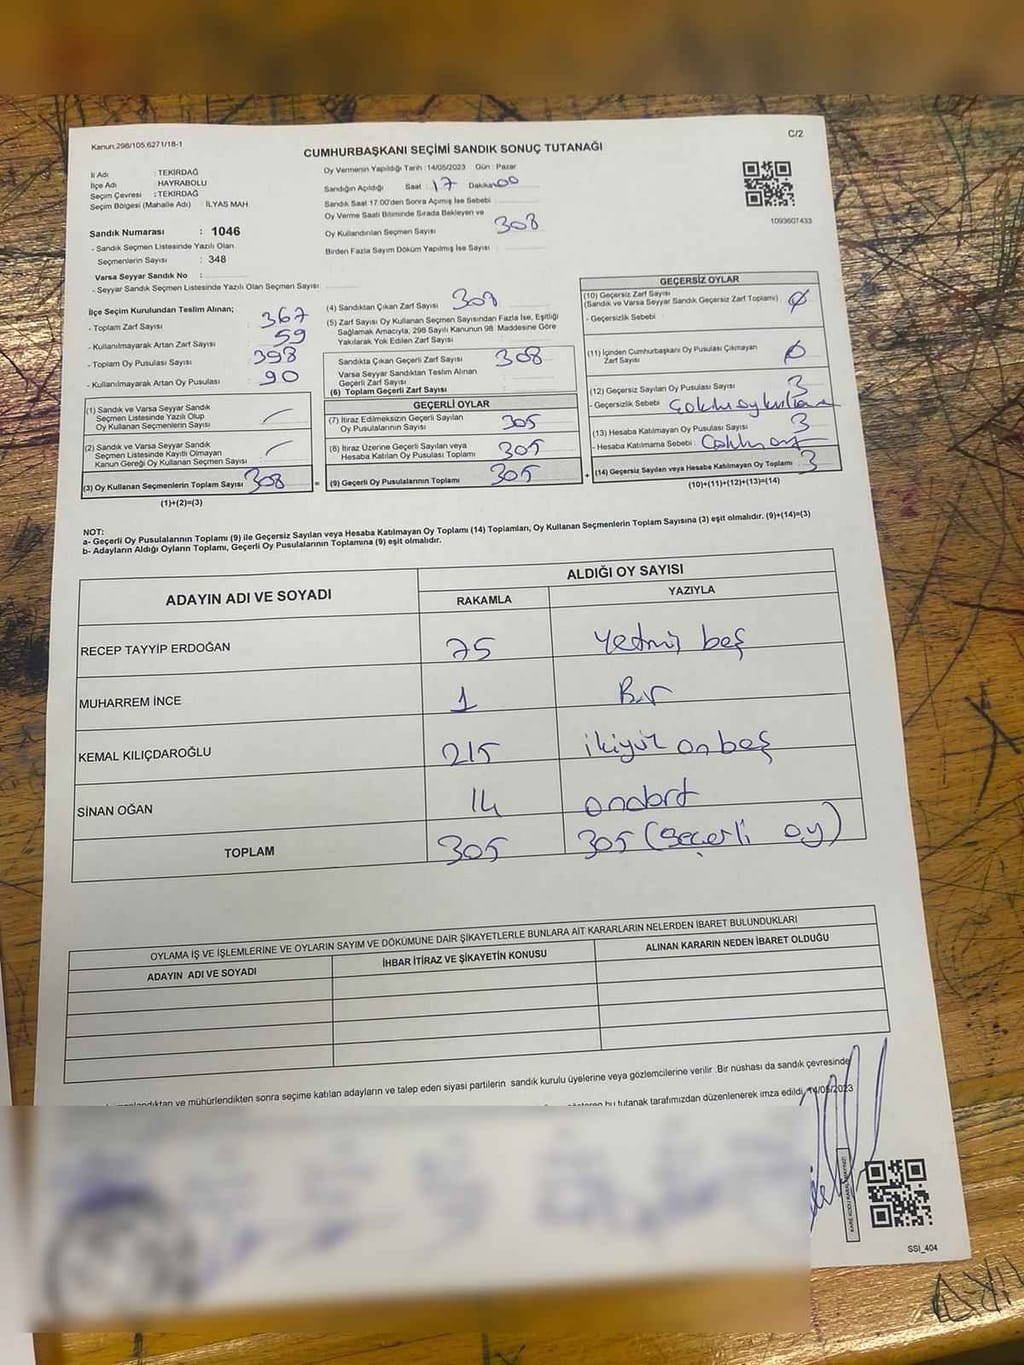 Kanun.298/105,6271/18-1
C/2
CUMHURBAŞKANI SEÇİMİ SANDIK SONUÇ TUTANAĞI
İl Adı : TEKİRDAĞ
İlçe Adı : HAYRABOLU
Seçim Çevresi : TEKİRDAĞ
Seçim Bölgesi (Mahalle Adı) : İLYAS MAH.
Sandık Numarası : 1046
- Sandık Seçmen Listesinde Yazılı Olan
Seçmenlerin Sayısı : 348
Varsa Seyyar Sandık No :
- Seyyar Sandık Seçmen Listesinde Yazılı Olan Seçmen Sayısı:
Oy Vermenin Yapıldığı Tarih : 14/05/2023 Gün : Pazar
Sandığın Açıldığı Saat : 17 Dakika: 00
Sandık Saat 17.00'den Sonra Açımış İse Sebebi :
Oy Verme Saati Bitiminde Sırada Bekleyen ve
Oy Kullandırılan Seçmen Sayısı : 308
Birden Fazla Sayım Döküm Yapılmış İse Sayısı :
1093607433
İlçe Seçim Kurulundan Teslim Alınan;
- Toplam Zarf Sayısı : 367
- Kullanılmayarak Artan Zarf Sayısı : 59
- Toplam Oy Pusulası Sayısı : 398
- Kullanılmayarak Artan Oy Pusulası : 90
(1) Sandık ve Varsa Seyyar Sandık
Seçmen Listesinde Yazılı Olup
Oy Kullanan Seçmenlerin Sayısı :
(2) Sandık ve Varsa Seyyar Sandık
Seçmen Listesinde Kayıtlı Olmayan
Kanun Gereği Oy Kullanan Seçmen Sayısı :
(3) Oy Kullanan Seçmenlerin Toplam Sayısı : 308
(1)+(2)=(3)
(4) Sandıktan Çıkan Zarf Sayısı : 308
(5) Zarf Sayısı Oy Kullanan Seçmen Sayısından Fazla İse, Eşitliği
Sağlamak Amacıyla, 298 Sayılı Kanunun 98. Maddesine Göre
Yakılarak Yok Edilen Zarf Sayısı :
Sandıkta Çıkan Geçerli Zarf Sayısı : 308
Varsa Seyyar Sandıktan Teslim Alınan
Geçerli Zarf Sayısı :
(6) Toplam Geçerli Zarf Sayısı :
GEÇERLİ OYLAR
(7) İtiraz Edilmeksizin Geçerli Sayılan
Oy Pusulalarının Sayısı : 305
(8) İtiraz Üzerine Geçerli Sayılan veya
Hesaba Katılan Oy Pusulası Toplamı : 305
= (9) Geçerli Oy Pusulalarının Toplamı : 305
GEÇERSİZ OYLAR
(10) Geçersiz Zarf Sayısı
(Sandık ve Varsa Seyyar Sandık Geçersiz Zarf Toplamı) : 0
- Geçersizlik Sebebi :
(11) İçinden Cumhurbaşkanı Oy Pusulası Çıkmayan
Zarf Sayısı : 0
(12) Geçersiz Sayılan Oy Pusulası Sayısı : 3
- Geçersizlik Sebebi :
(13) Hesaba Katılmayan Oy Pusulası Sayısı : 3
- Hesaba Katılmama Sebebi :
+ (14) Geçersiz Sayılan veya Hesaba Katılmayan Oy Toplamı : 3
(10)+(11)+(12)+(13)=(14)
NOT:
a- Geçerli Oy Pusulalarının Toplamı (9) ile Geçersiz Sayılan veya Hesaba Katılmayan Oy Toplamı (14) Toplamları, Oy Kullanan Seçmenlerin Toplam Sayısına (3) eşit olmalıdır. (9)+(14)=(3)
b- Adayların Aldığı Oyların Toplamı, Geçerli Oy Pusulalarının Toplamına (9) eşit olmalıdır.
ADAYIN ADI VE SOYADI
ALDIĞI OY SAYISI
RAKAMLA YAZIYLA
RECEP TAYYİP ERDOĞAN 75 Yetmiş beş
MUHARREM İNCE 1 Bir
KEMAL KILIÇDAROĞLU 215 ikiyüz onbeş
SİNAN OĞAN 14 ondört
TOPLAM 305 305 (geçerli oy)
OYLAMA İŞ VE İŞLEMLERİNE VE OYLARIN SAYIM VE DÖKÜMÜNE DAİR ŞİKAYETLERLE BUNLARA AİT KARARLARIN NELERDEN İBARET BULUNDUKLARI
ADAYIN ADI VE SOYADI İHBAR İTİRAZ VE ŞİKAYETİN KONUSU ALINAN KARARIN NEDEN İBARET OLDUĞU
ve mühürlendikten sonra seçime katılan adayların ve talep eden siyasi partilerin sandık kurulu üyelerine veya gözlemcilerine verilir. Bir nüshası da sandık çevresinde
bu tutanak tarafımızdan düzenlenerek imza edildi. 14/05/2023
SSI_404